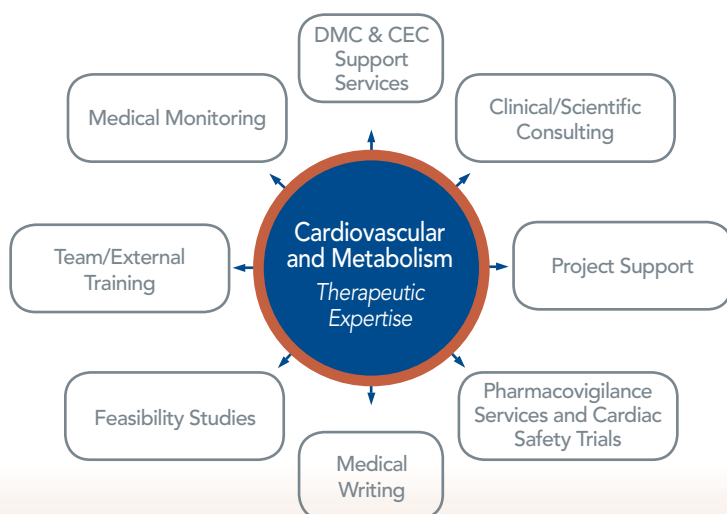 DMC & CEC
Support
Services
Clinical/Scientific
Consulting
Medical Monitoring
Cardiovascular
and Metabolism
Therapeutic
Expertise
Team/External
Training
Project Support
Feasibility Studies
Pharmacovigilance
Services and Cardiac
Safety Trials
Medical
Writing